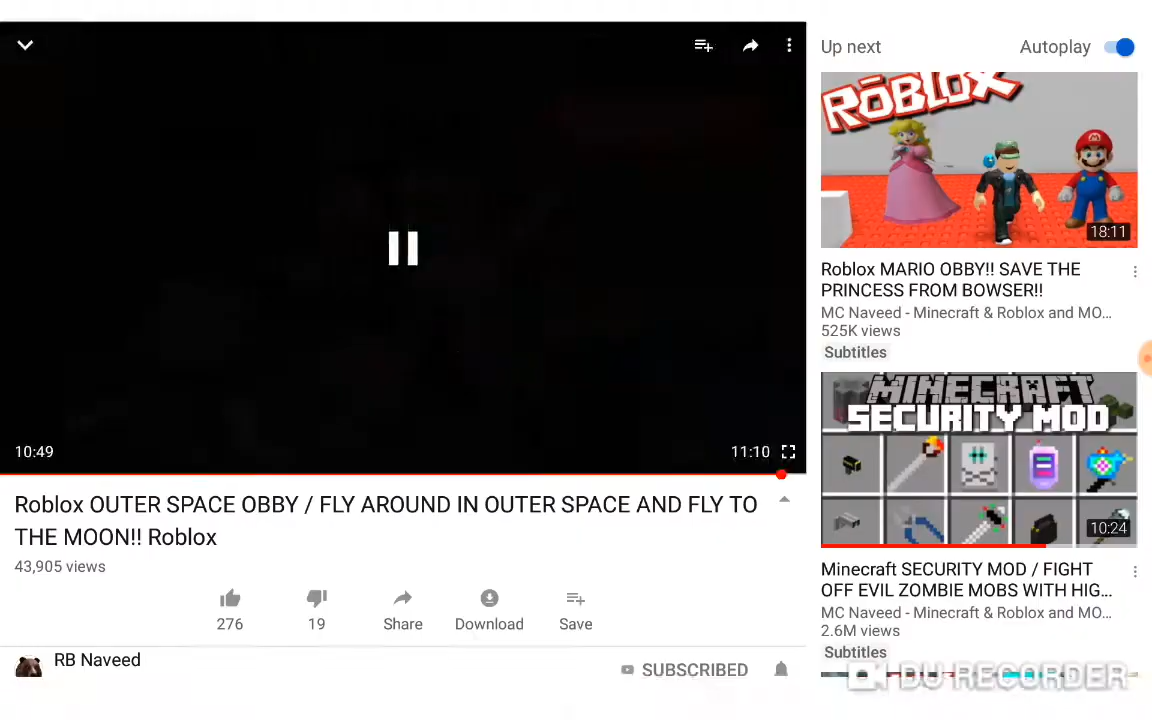 10:49
11:10
Roblox OUTER SPACE OBBY / FLY AROUND IN OUTER SPACE AND FLY TO
THE MOON!! Roblox
43,905 views
276
19
Share
Download
Save
RB Naveed
SUBSCRIBED
Up next
Autoplay
ROBLOX
18:11
Roblox MARIO OBBY!! SAVE THE
PRINCESS FROM BOWSER!!
MC Naveed - Minecraft & Roblox and MO...
525K views
Subtitles
MINECRAFT
SECURITY MOD
10:24
Minecraft SECURITY MOD / FIGHT
OFF EVIL ZOMBIE MOBS WITH HIG...
MC Naveed - Minecraft & Roblox and MO...
2.6M views
Subtitles
DU RECORDER